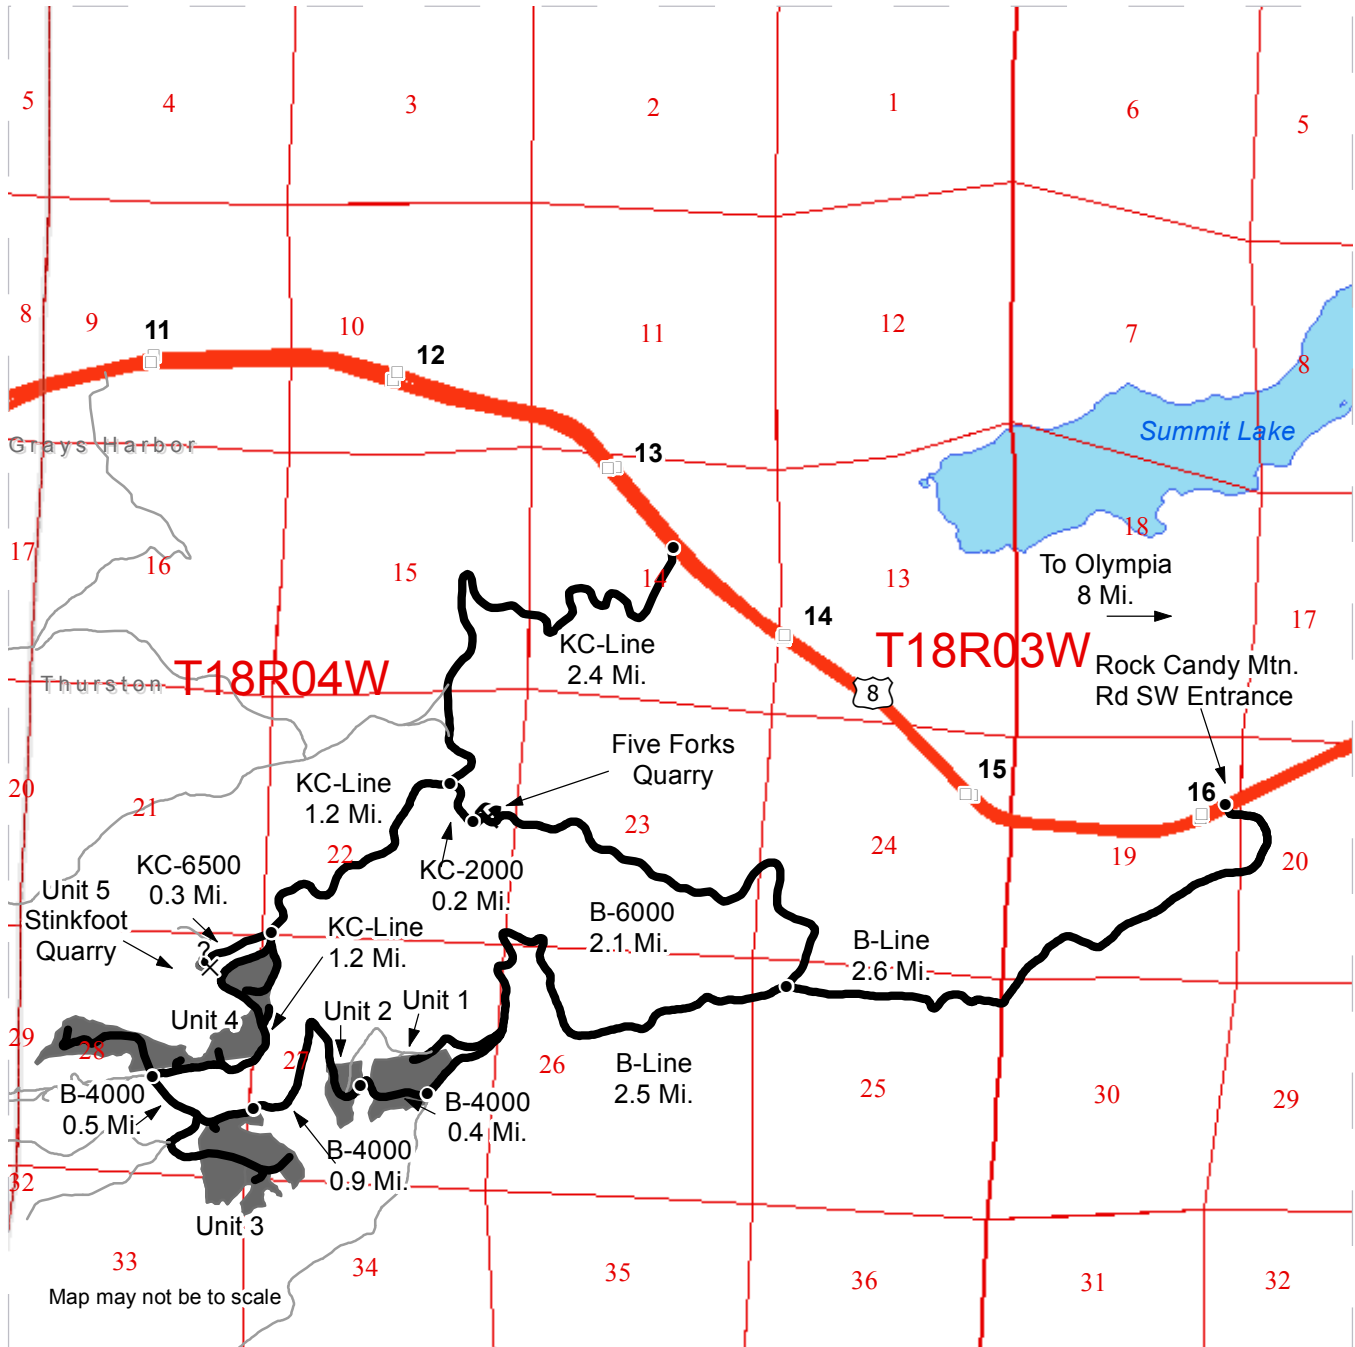 5
4
3
2
1
6
5
8
9
11
10
12
11
12
7
8
Grays Harbor
13
Summit Lake
17
16
15
14
13
18
To Olympia
8 Mi.
17
14
KC-Line
2.4 Mi.
T18R04W
T18R03W
Thurston
8
Rock Candy Mtn.
Rd SW Entrance
Five Forks
Quarry
15
16
20
21
KC-Line
1.2 Mi.
22
23
24
19
20
KC-6500
0.3 Mi.
KC-2000
0.2 Mi.
Unit 5
Stinkfoot
Quarry
?
KC-Line
1.2 Mi.
B-6000
2.1 Mi.
B-Line
2.6 Mi.
Unit 4
Unit 2
Unit 1
29
28
27
26
25
30
29
B-Line
2.5 Mi.
B-4000
0.5 Mi.
B-4000
0.4 Mi.
B-4000
0.9 Mi.
32
Unit 3
33
34
35
36
31
32
Map may not be to scale